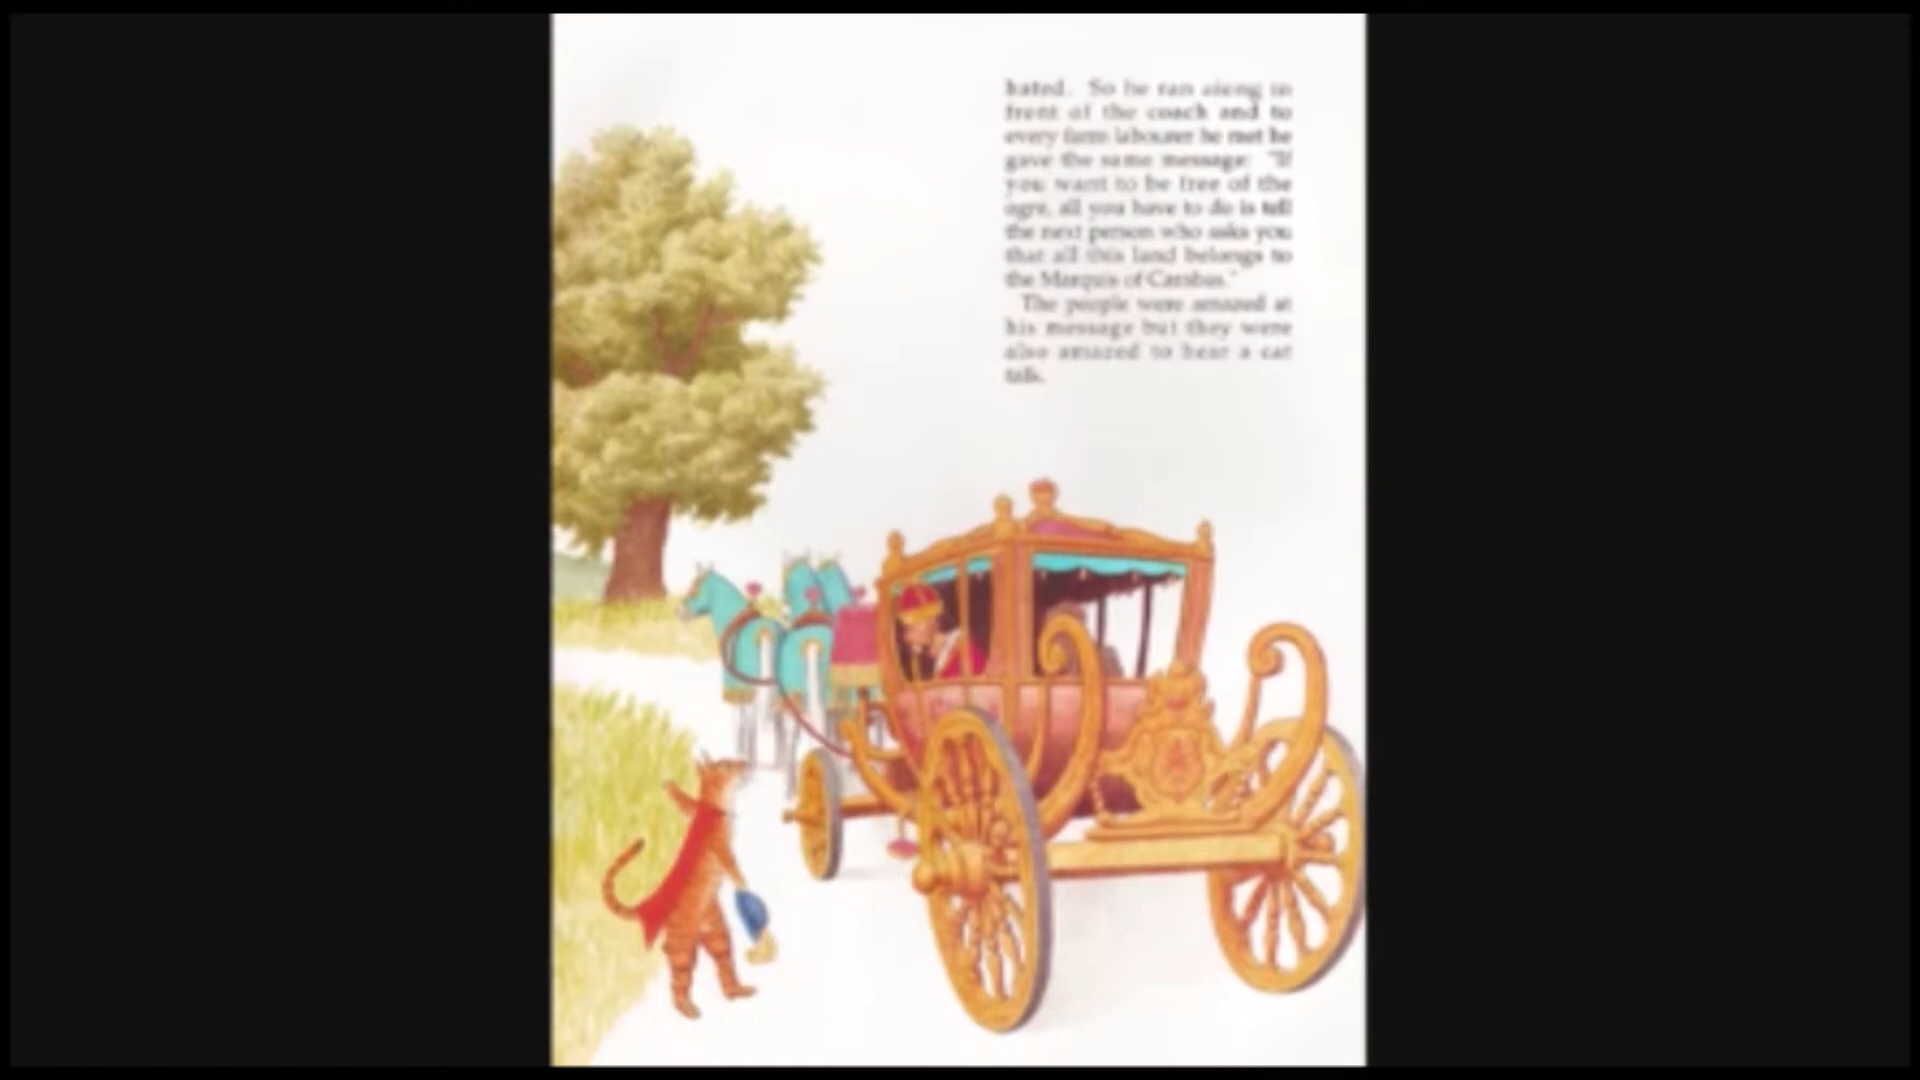 hated. So he ran along in
front of the coach and to
every farm labourer he met he
gave the same message: "If
you want to be free of the
ogre, all you have to do is tell
the next person who asks you
that all this land belongs to
the Marquis of Carabas."
The people were amazed at
his message but they were
also amazed to hear a cat
talk.